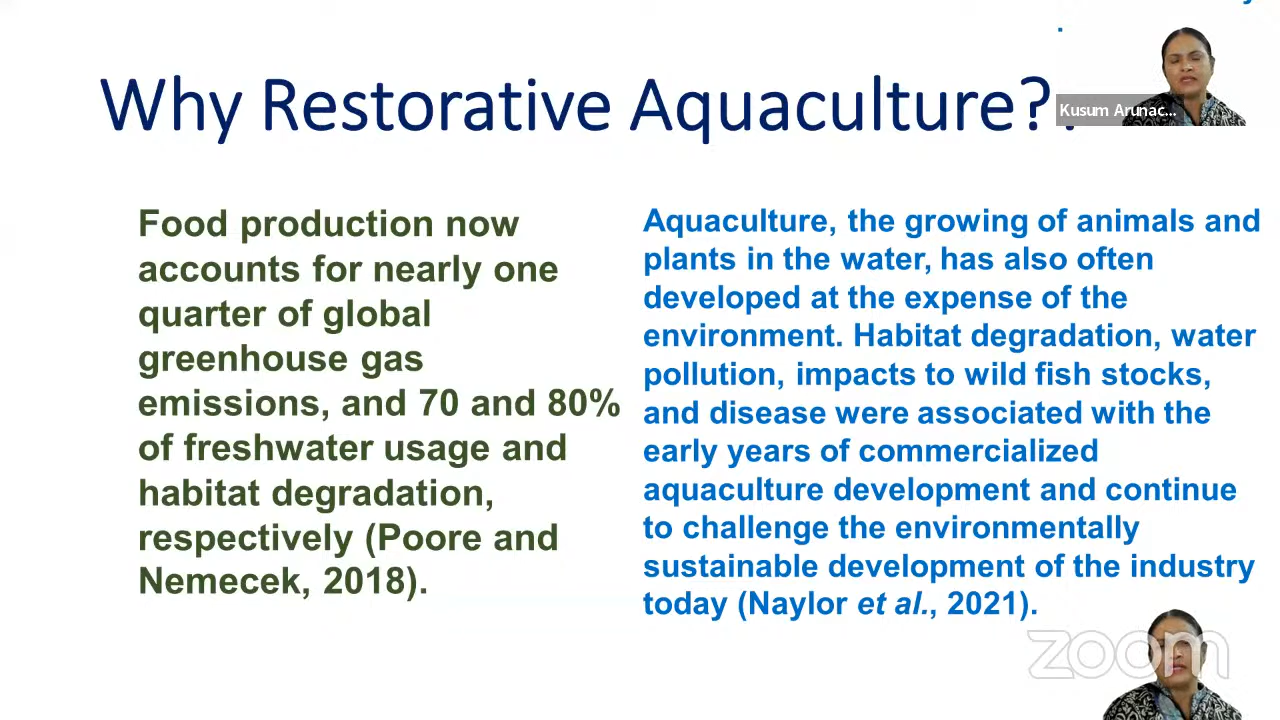 Why Restorative Aquaculture?
Kusum Arunac...
Food production now
accounts for nearly one
quarter of global
greenhouse gas
emissions, and 70 and 80%
of freshwater usage and
habitat degradation,
respectively (Poore and
Nemecek, 2018).
Aquaculture, the growing of animals and
plants in the water, has also often
developed at the expense of the
environment. Habitat degradation, water
pollution, impacts to wild fish stocks,
and disease were associated with the
early years of commercialized
aquaculture development and continue
to challenge the environmentally
sustainable development of the industry
today (Naylor et al., 2021).
zoom